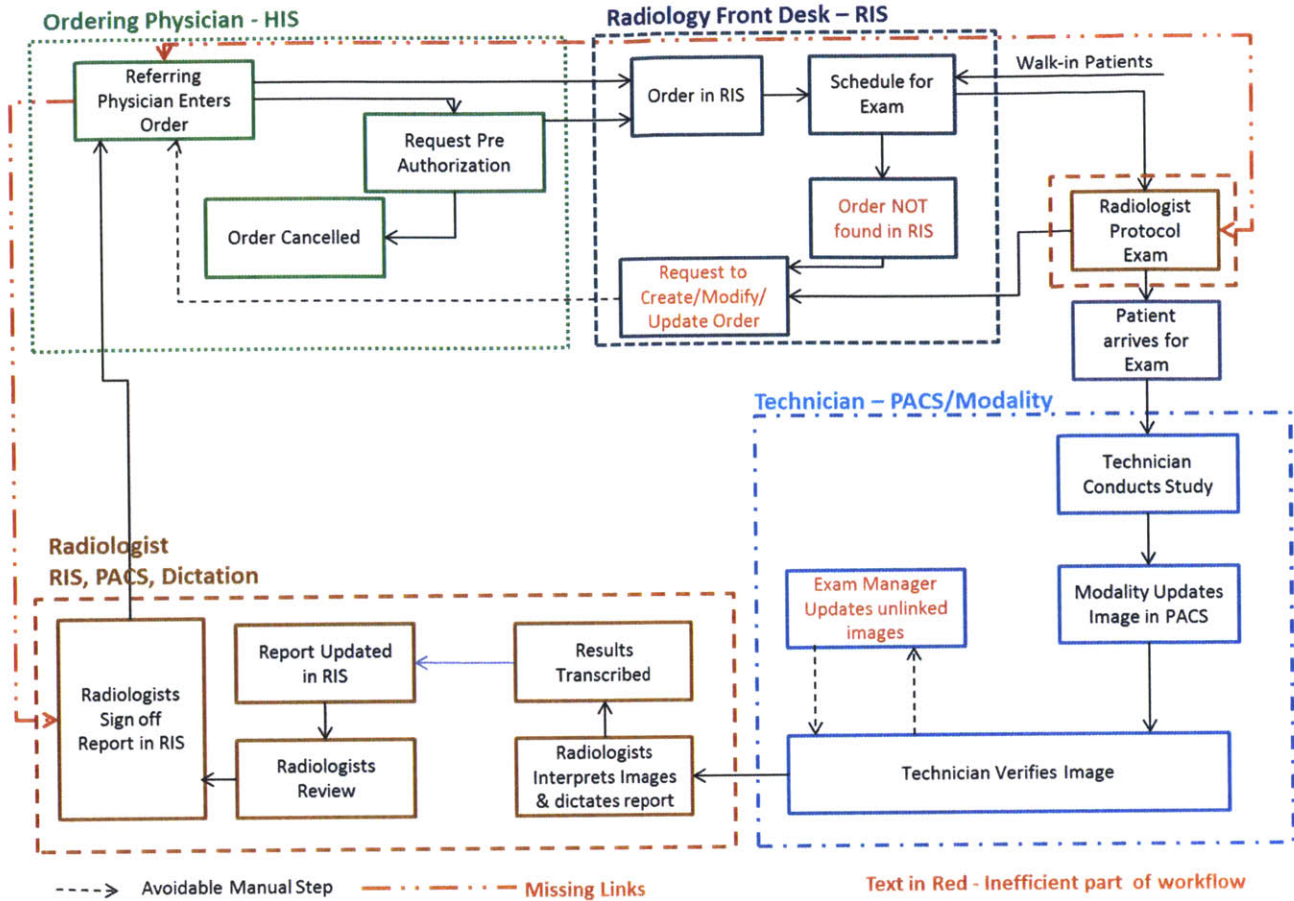 Ordering Physician - HIS
Radiology Front Desk – RIS
Referring
Physician Enters
Order
Request Pre
Authorization
Order Cancelled
Order in RIS
Schedule for
Exam
Walk-in Patients
Order NOT
found in RIS
Request to
Create/Modify/
Update Order
Radiologist
Protocol
Exam
Patient
arrives for
Exam
Technician – PACS/Modality
Technician
Conducts Study
Modality Updates
Image in PACS
Exam Manager
Updates unlinked
images
Technician Verifies Image
Radiologist
RIS, PACS, Dictation
Radiologists
Sign off
Report in RIS
Report Updated
in RIS
Radiologists
Review
Results
Transcribed
Radiologists
Interprets Images
& dictates report
Avoidable Manual Step
Missing Links
Text in Red - Inefficient part of workflow